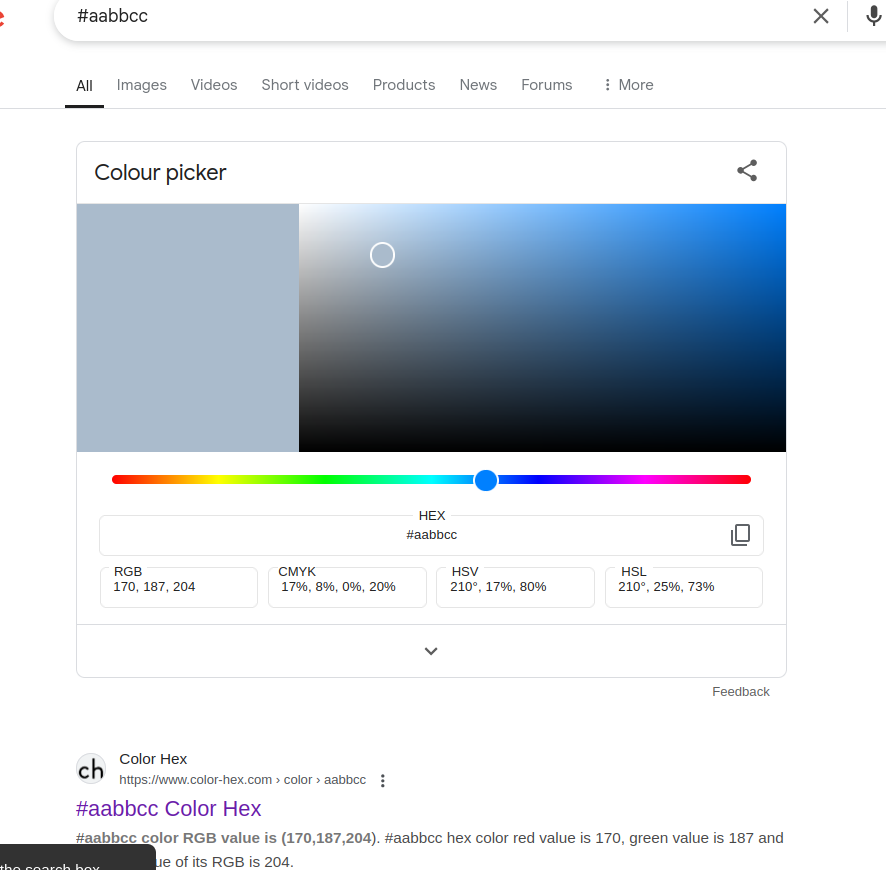 #aabbcc
All Images Videos Short videos Products News Forums More
Colour picker
HEX
#aabbcc
RGB CMYK HSV HSL
170, 187, 204 17%, 8%, 0%, 20% 210°, 17%, 80% 210°, 25%, 73%
Feedback
ch Color Hex
https://www.color-hex.com › color › aabbcc
#aabbcc Color Hex
#aabbcc color RGB value is (170,187,204). #aabbcc hex color red value is 170, green value is 187 and
the search box of its RGB is 204.